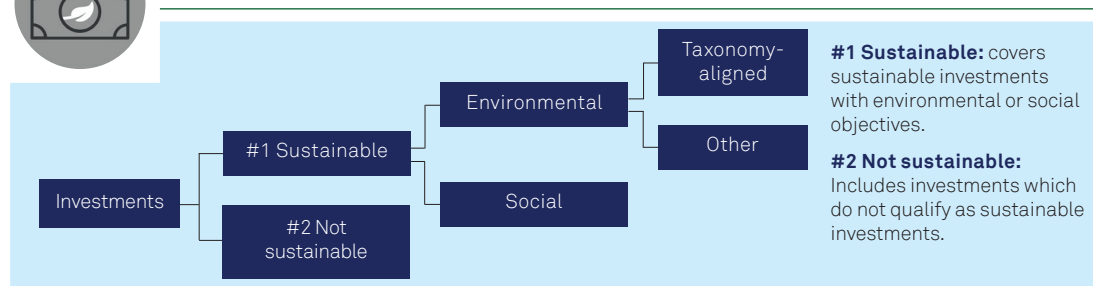 Investments
#1 Sustainable
#2 Not
sustainable
Environmental
Social
Taxonomy-
aligned
Other
#1 Sustainable: covers
sustainable investments
with environmental or social
objectives.
#2 Not sustainable:
Includes investments which
do not qualify as sustainable
investments.